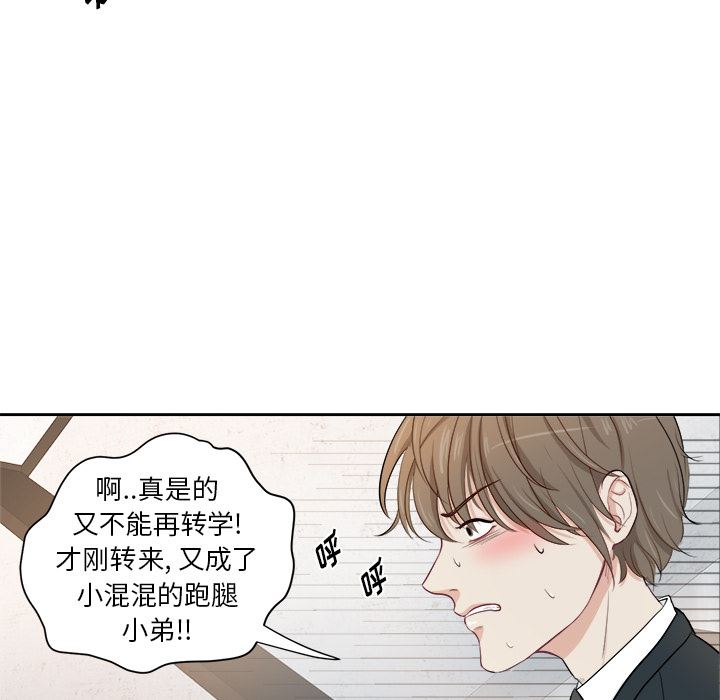 啊..真是的
又不能再转学!
才刚转来, 又成了
小混混的跑腿
小弟!!
呼
呼